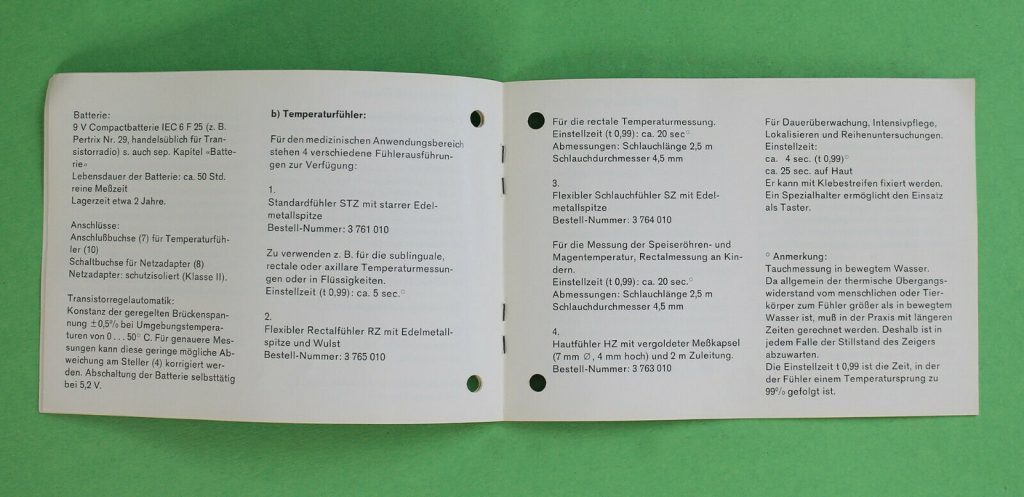 Batterie:
9 V Compactbatterie IEC 6 F 25 (z. B.
Pertrix Nr. 29, handelsüblich für Tran-
sistorradio) s. auch sep. Kapitel «Batte-
rie»
Lebensdauer der Batterie: ca. 50 Std.
reine Meßzeit
Lagerzeit etwa 2 Jahre.
Anschlüsse:
Anschlußbuchse (7) für Temperaturfüh-
ler (10)
Schaltbuchse für Netzadapter (8)
Netzadapter: schutzisoliert (Klasse II).
Transistorregelautomatik:
Konstanz der geregelten Brückenspan-
nung ±0,5% bei Umgebungstempera-
turen von 0...50° C. Für genauere Mes-
sungen kann diese geringe mögliche Ab-
weichung am Steller (4) korrigiert wer-
den. Abschaltung der Batterie selbsttätig
bei 5,2 V.
b) Temperaturfühler:
Für den medizinischen Anwendungsbereich
stehen 4 verschiedene Fühlerausführun-
gen zur Verfügung:
1.
Standardfühler STZ mit starrer Edel-
metallspitze
Bestell-Nummer: 3 761 010
Zu verwenden z. B. für die sublinguale,
rectale oder axillare Temperaturmessun-
gen oder in Flüssigkeiten.
Einstellzeit (t 0,99): ca. 5 sec.°
2.
Flexibler Rectalfühler RZ mit Edelmetall-
spitze und Wulst
Bestell-Nummer: 3 765 010
Für die rectale Temperaturmessung.
Einstellzeit (t 0,99): ca. 20 sec°
Abmessungen: Schlauchlänge 2,5 m
Schlauchdurchmesser 4,5 mm
3.
Flexibler Schlauchfühler SZ mit Edel-
metallspitze
Bestell-Nummer: 3 764 010
Für die Messung der Speiseröhren- und
Magentemperatur, Rectalmessung an Kin-
dern.
Einstellzeit (t 0,99): ca. 20 sec.°
Abmessungen: Schlauchlänge 2,5 m
Schlauchdurchmesser 4,5 mm
4.
Hautfühler HZ mit vergoldeter Meßkapsel
(7 mm Ø, 4 mm hoch) und 2 m Zuleitung.
Bestell-Nummer: 3 763 010
Für Dauerüberwachung, Intensivpflege,
Lokalisieren und Reihenuntersuchungen.
Einstellzeit:
ca. 4 sec. (t 0,99)°
ca. 25 sec. auf Haut
Er kann mit Klebestreifen fixiert werden.
Ein Spezialhalter ermöglicht den Einsatz
als Taster.
° Anmerkung:
Tauchmessung in bewegtem Wasser.
Da allgemein der thermische Übergangs-
widerstand vom menschlichen oder Tier-
körper zum Fühler größer als in bewegtem
Wasser ist, muß in der Praxis mit längeren
Zeiten gerechnet werden. Deshalb ist in
jedem Falle der Stillstand des Zeigers
abzuwarten.
Die Einstellzeit t 0,99 ist die Zeit, in der
der Fühler einem Temperatursprung zu
99% gefolgt ist.